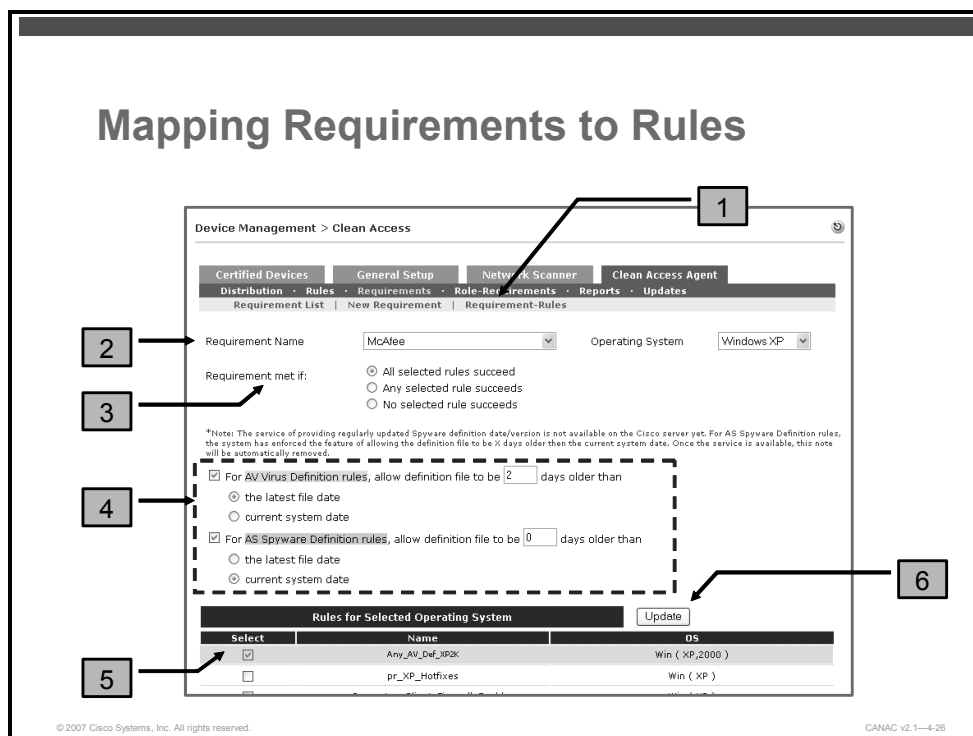 Mapping Requirements to Rules
1
Device Management > Clean Access
Certified Devices General Setup Network Scanner Clean Access Agent
Distribution · Rules · Requirements · Role-Requirements · Reports · Updates
Requirement List | New Requirement | Requirement-Rules
2
Requirement Name McAfee Operating System Windows XP
Requirement met if: All selected rules succeed
3
Any selected rule succeeds
No selected rule succeeds
*Note: The service of providing regularly updated Spyware definition date/version is not available on the Cisco server yet. For AS Spyware Definition rules,
the system has enforced the feature of allowing the definition file to be X days older then the current system date. Once the service is available, this note
will be automatically removed.
For AV Virus Definition rules, allow definition file to be 2 days older than
the latest file date
4
current system date
For AS Spyware Definition rules, allow definition file to be 0 days older than
the latest file date
current system date
6
Rules for Selected Operating System Update
Select Name OS
5
Any_AV_Def_XP2K Win ( XP,2000 )
pr_XP_Hotfixes Win ( XP )
© 2007 Cisco Systems, Inc. All rights reserved. CANAC v2.1—4-26